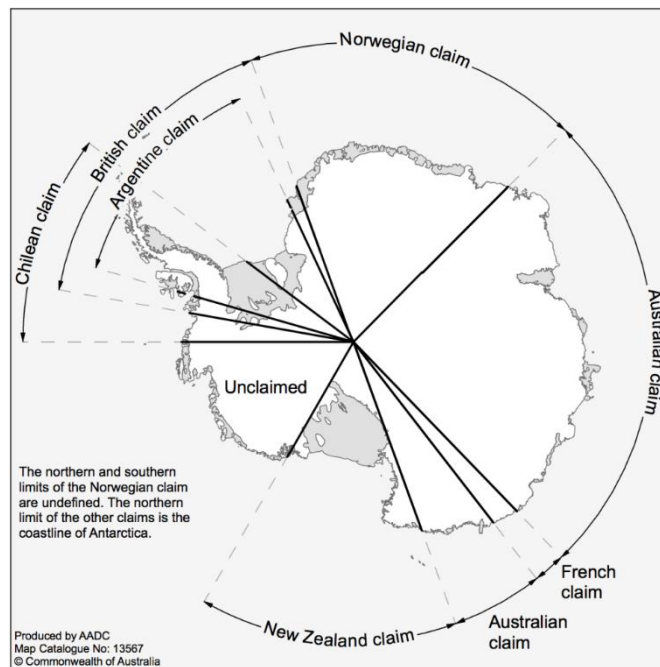 Norwegian claim
British claim
Argentine claim
Chilean claim
Australian claim
Unclaimed
The northern and southern
limits of the Norwegian claim
are undefined. The northern
limit of the other claims is the
coastline of Antarctica.
French
claim
Australian
claim
New Zealand claim
Produced by AADC
Map Catalogue No: 13567
© Commonwealth of Australia